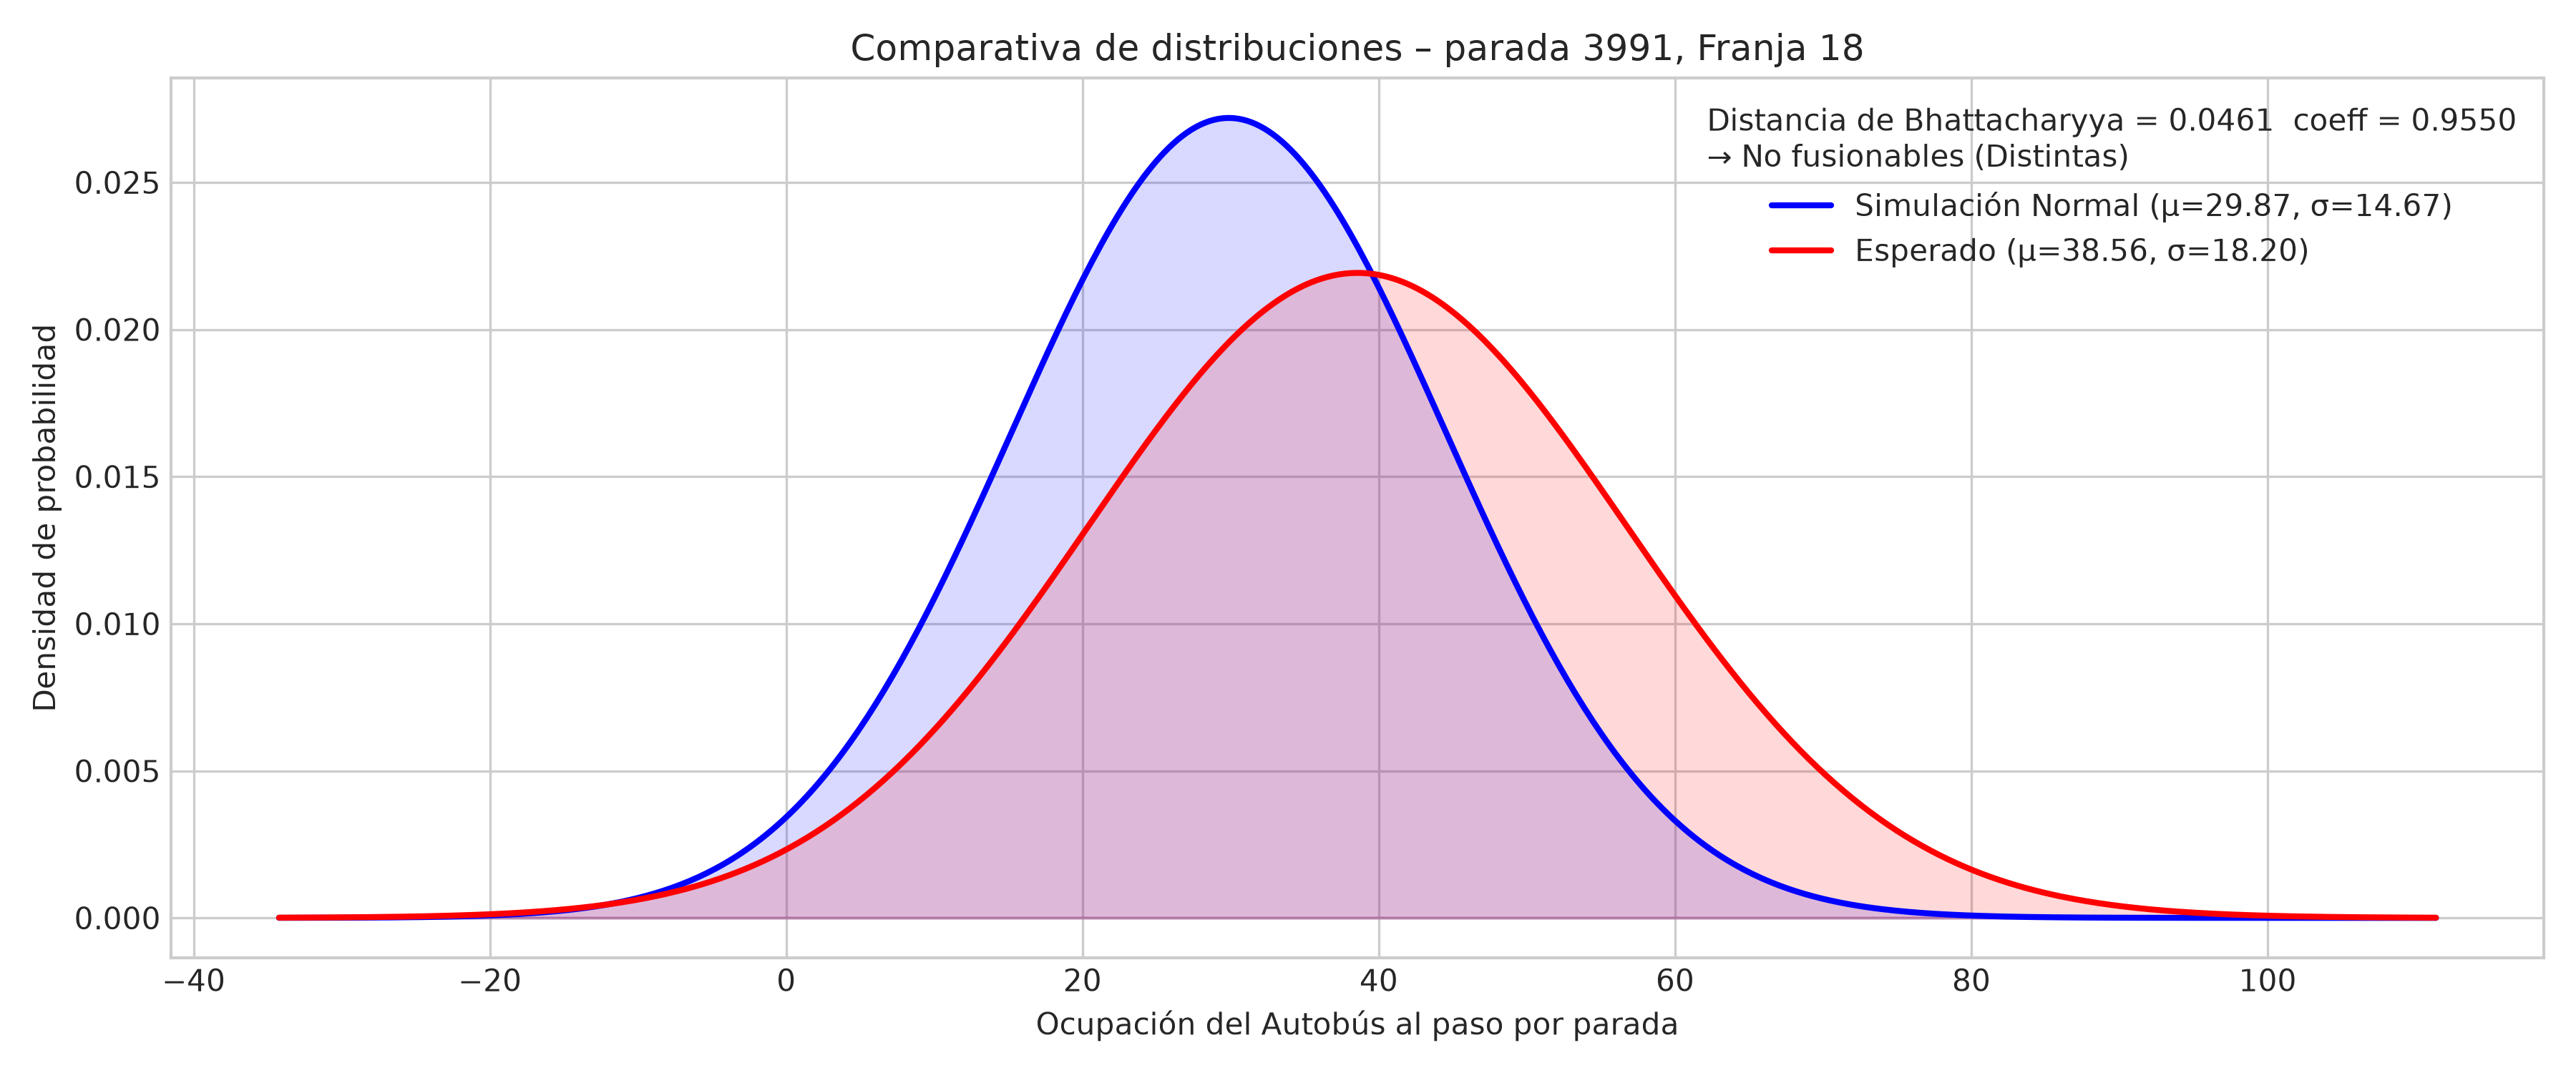 Comparativa de distribuciones – parada 3991, Franja 18
Distancia de Bhattacharyya = 0.0461  coeff = 0.9550
→ No fusionables (Distintas)
Simulación Normal (μ=29.87, σ=14.67)
Esperado (μ=38.56, σ=18.20)
Densidad de probabilidad
0.025
0.020
0.015
0.010
0.005
0.000
−40
−20
0
20
40
60
80
100
Ocupación del Autobús al paso por parada